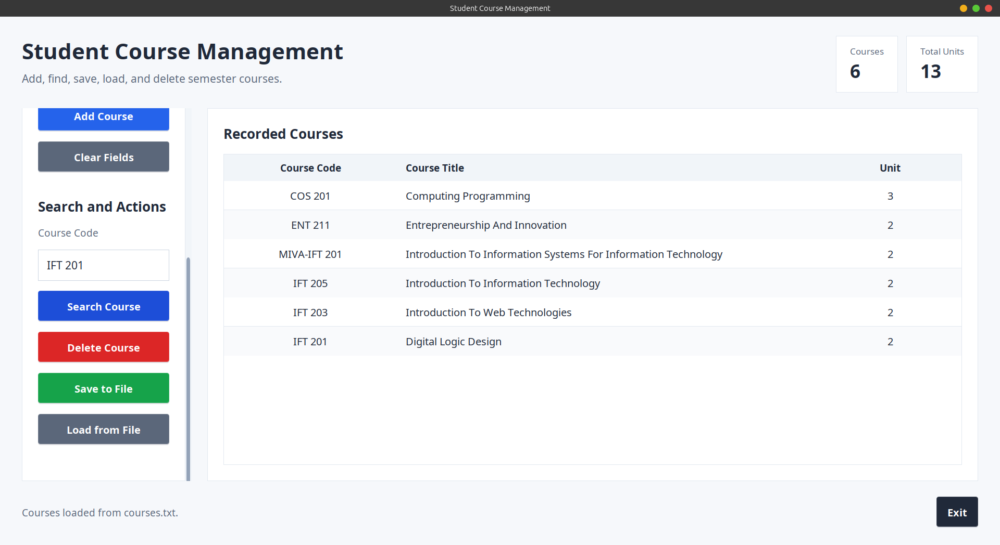 Student Course Management
Student Course Management
Add, find, save, load, and delete semester courses.
Courses
6
Total Units
13
Add Course
Clear Fields
Search and Actions
Course Code
IFT 201
Search Course
Delete Course
Save to File
Load from File
Recorded Courses
Course Code Course Title Unit
COS 201 Computing Programming 3
ENT 211 Entrepreneurship And Innovation 2
MIVA-IFT 201 Introduction To Information Systems For Information Technology 2
IFT 205 Introduction To Information Technology 2
IFT 203 Introduction To Web Technologies 2
IFT 201 Digital Logic Design 2
Courses loaded from courses.txt.
Exit